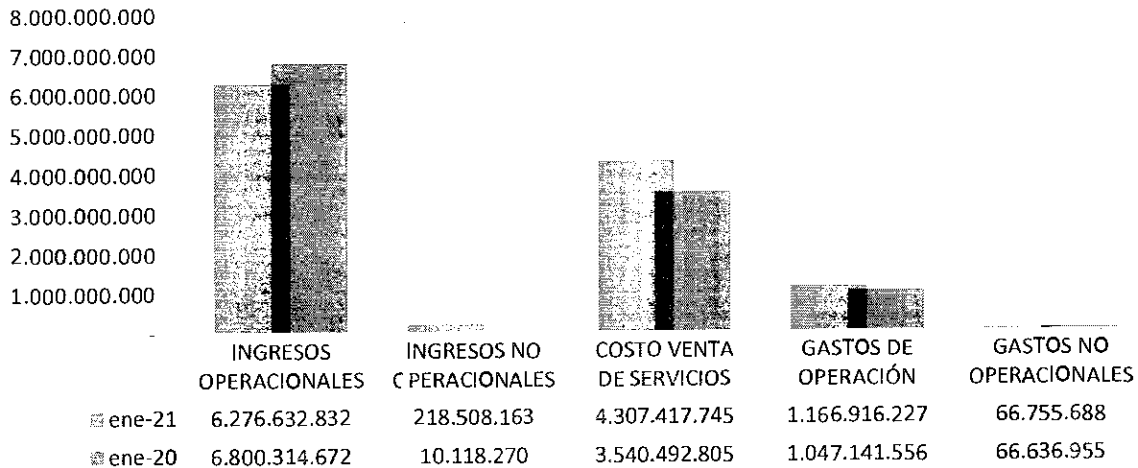 8.000.000.000
7.000.000.000
6.000.000.000
5.000.000.000
4.000.000.000
3.000.000.000
2.000.000.000
1.000.000.000
-
INGRESOS OPERACIONALES
INGRESOS NO C PERACIONALES
COSTO VENTA DE SERVICIOS
GASTOS DE OPERACIÓN
GASTOS NO OPERACIONALES
ene-21 6.276.632.832 218.508.163 4.307.417.745 1.166.916.227 66.755.688
ene-20 6.800.314.672 10.118.270 3.540.492.805 1.047.141.556 66.636.955